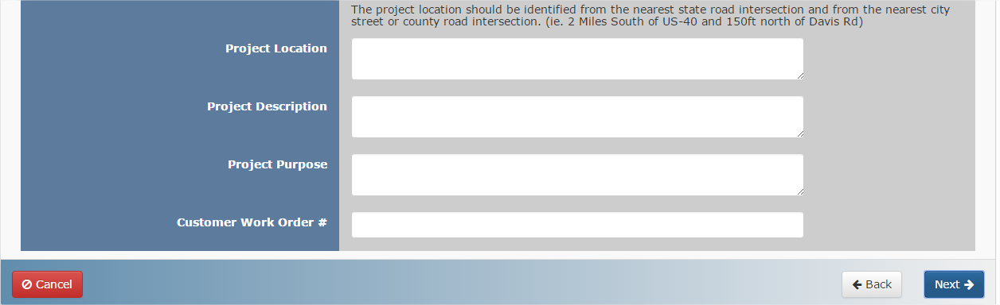 The project location should be identified from the nearest state road intersection and from the nearest city
street or county road intersection. (ie. 2 Miles South of US-40 and 150ft north of Davis Rd)
Project Location
Project Description
Project Purpose
Customer Work Order #
Cancel
Back
Next